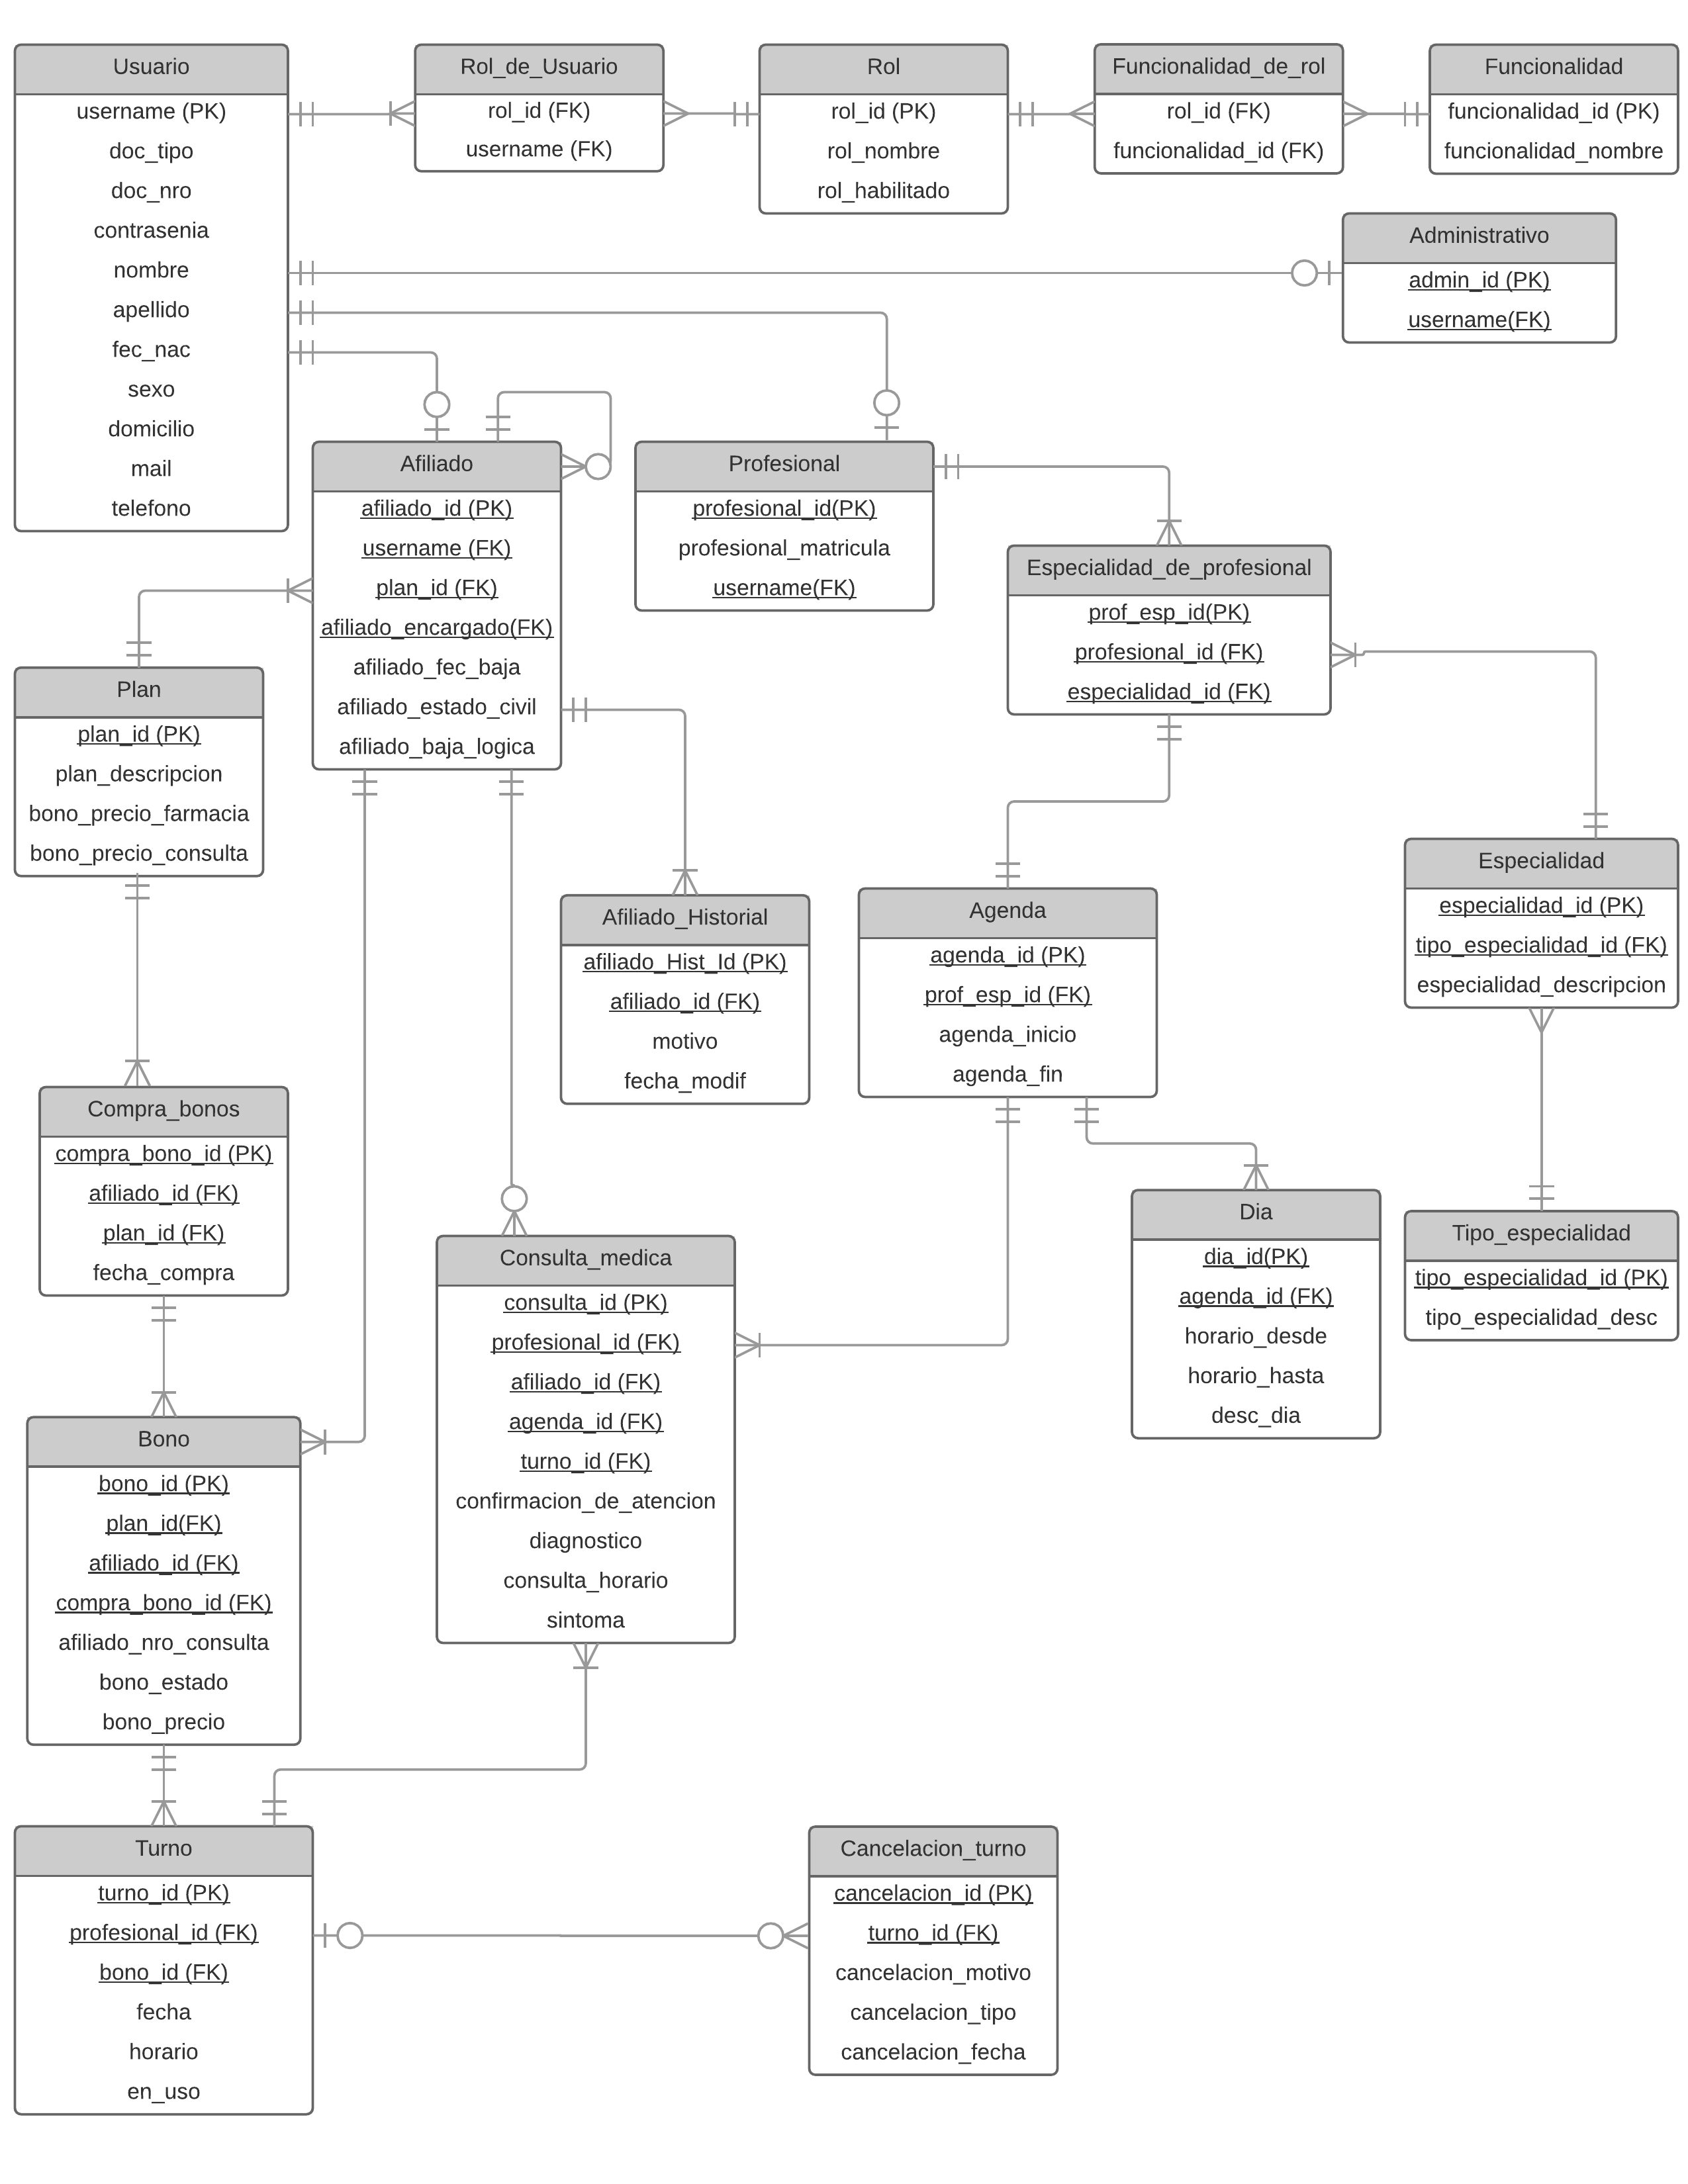 Usuario
username (PK)
doc_tipo
doc_nro
contrasenia
nombre
apellido
fec_nac
sexo
domicilio
mail
telefono
Rol_de_Usuario
rol_id (FK)
username (FK)
Rol
rol_id (PK)
rol_nombre
rol_habilitado
Funcionalidad_de_rol
rol_id (FK)
funcionalidad_id (FK)
Funcionalidad
funcionalidad_id (PK)
funcionalidad_nombre
Administrativo
admin_id (PK)
username(FK)
Afiliado
afiliado_id (PK)
username (FK)
plan_id (FK)
afiliado_encargado(FK)
afiliado_fec_baja
afiliado_estado_civil
afiliado_baja_logica
Profesional
profesional_id(PK)
profesional_matricula
username(FK)
Especialidad_de_profesional
prof_esp_id(PK)
profesional_id (FK)
especialidad_id (FK)
Plan
plan_id (PK)
plan_descripcion
bono_precio_farmacia
bono_precio_consulta
Afiliado_Historial
afiliado_Hist_Id (PK)
afiliado_id (FK)
motivo
fecha_modif
Agenda
agenda_id (PK)
prof_esp_id (FK)
agenda_inicio
agenda_fin
Especialidad
especialidad_id (PK)
tipo_especialidad_id (FK)
especialidad_descripcion
Compra_bonos
compra_bono_id (PK)
afiliado_id (FK)
plan_id (FK)
fecha_compra
Consulta_medica
consulta_id (PK)
profesional_id (FK)
afiliado_id (FK)
agenda_id (FK)
turno_id (FK)
confirmacion_de_atencion
diagnostico
consulta_horario
sintoma
Dia
dia_id(PK)
agenda_id (FK)
horario_desde
horario_hasta
desc_dia
Tipo_especialidad
tipo_especialidad_id (PK)
tipo_especialidad_desc
Bono
bono_id (PK)
plan_id(FK)
afiliado_id (FK)
compra_bono_id (FK)
afiliado_nro_consulta
bono_estado
bono_precio
Turno
turno_id (PK)
profesional_id (FK)
bono_id (FK)
fecha
horario
en_uso
Cancelacion_turno
cancelacion_id (PK)
turno_id (FK)
cancelacion_motivo
cancelacion_tipo
cancelacion_fecha